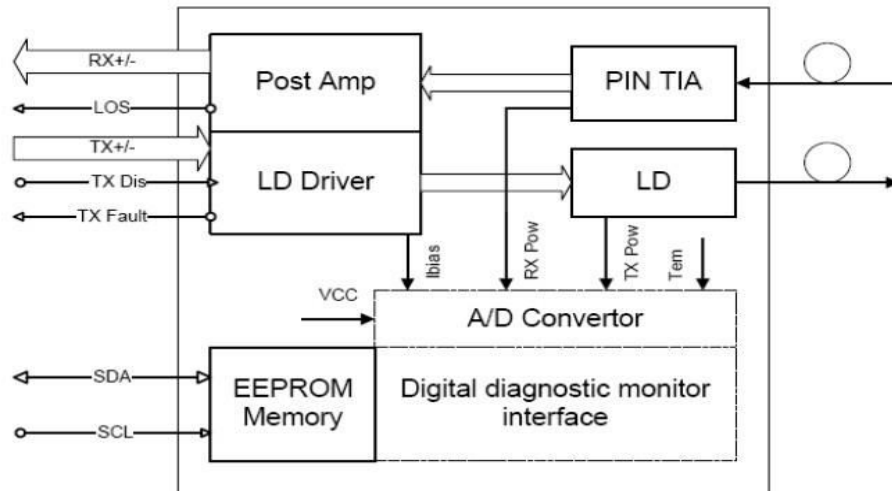 RX+/-
Post Amp
PIN TIA
LOS
TX+/-
LD Driver
LD
TX Dis
TX Fault
Ibias
RX Pow
TX Pow
Tem
VCC
A/D Convertor
SDA
EEPROM
Memory
Digital diagnostic monitor
interface
SCL